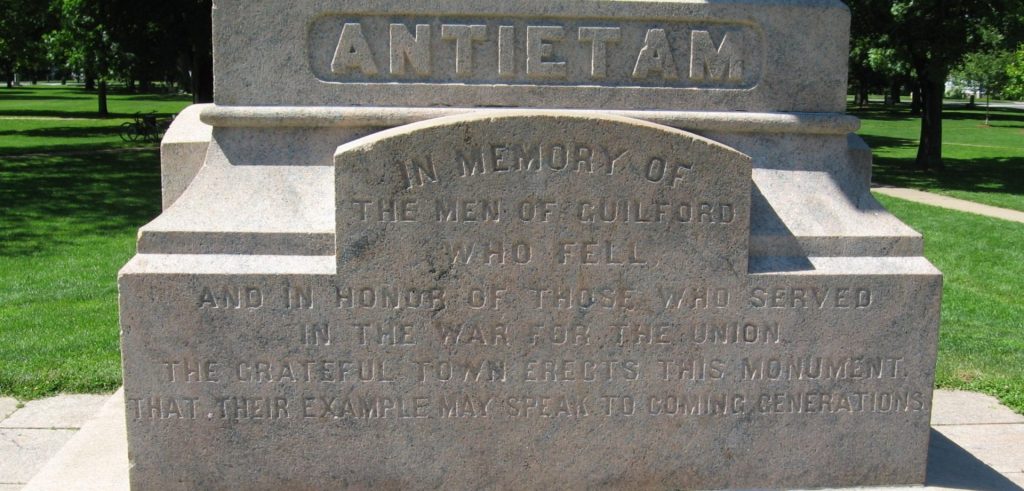 ANTIETAM
IN MEMORY OF
THE MEN OF GUILFORD
WHO FELL,
AND IN HONOR OF THOSE WHO SERVED
IN THE WAR FOR THE UNION.
THE GRATEFUL TOWN ERECTS THIS MONUMENT.
THAT THEIR EXAMPLE MAY SPEAK TO COMING GENERATIONS.